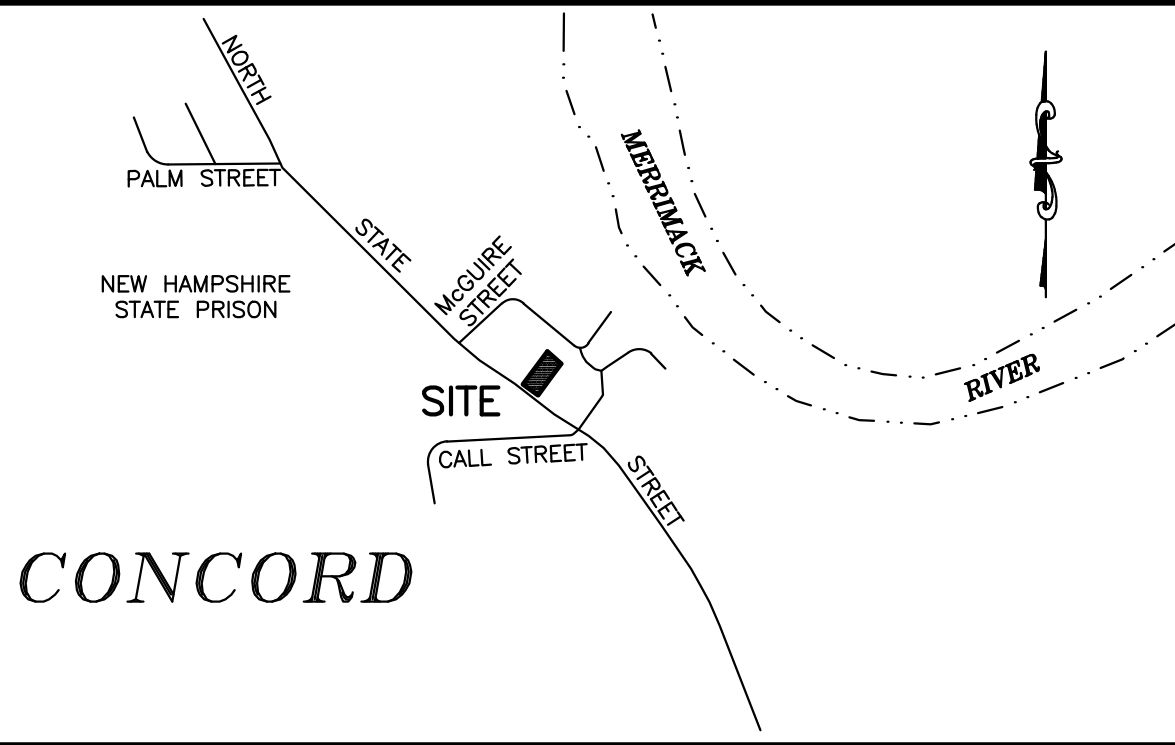 NORTH
PALM STREET
STATE
McGUIRE
STREET
MERRIMACK
NEW HAMPSHIRE
STATE PRISON
RIVER
SITE
CALL STREET
STREET
CONCORD